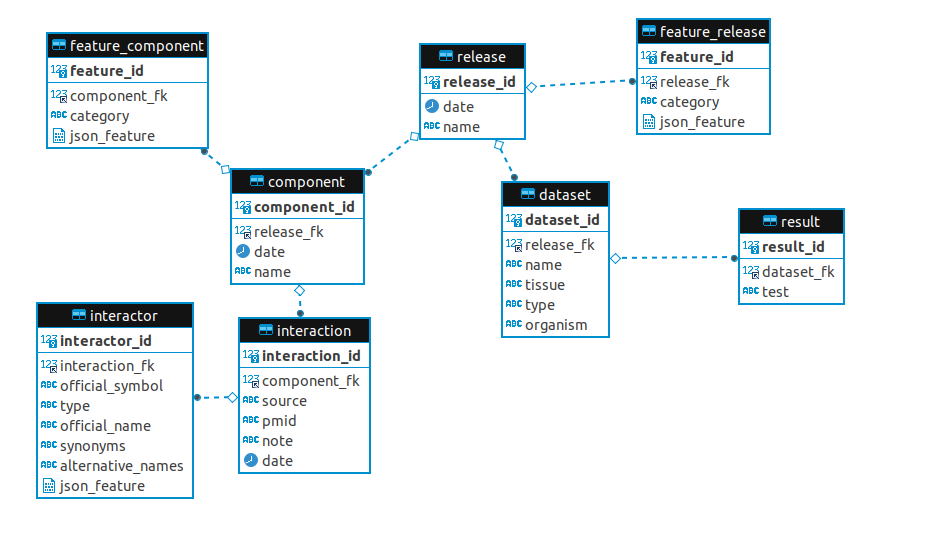 feature_component
feature_id
component_fk
category
json_feature
release
release_id
date
name
feature_release
feature_id
release_fk
category
json_feature
component
component_id
release_fk
date
name
dataset
dataset_id
release_fk
name
tissue
type
organism
result
result_id
dataset_fk
test
interactor
interactor_id
interaction_fk
official_symbol
type
official_name
synonyms
alternative_names
json_feature
interaction
interaction_id
component_fk
source
pmid
note
date